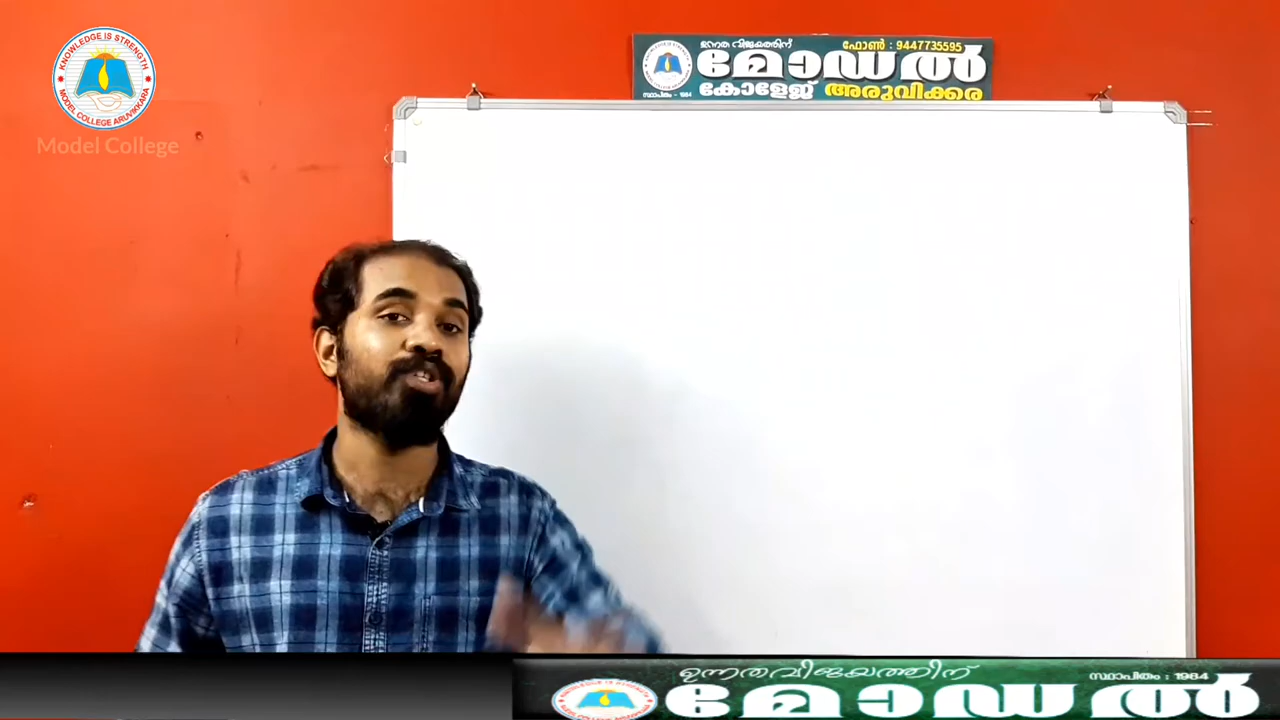 KNOWLEDGE IS STRENGTH
MODEL COLLEGE ARUVIKKARA
Model College
ഉന്നത വിജയത്തിന്
ഫോൺ : 9447735595
മോഡൽ
കോളേജ് അരുവിക്കര
സ്ഥാപിതം - 1984
ഉന്നതവിജയത്തിന്
സ്ഥാപിതം : 1984
മോഡൽ